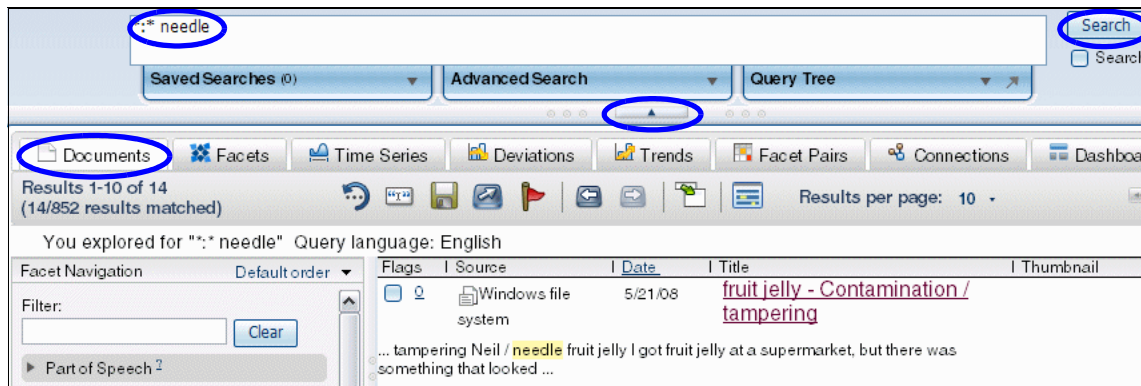 *:* needle
Search
Search
Saved Searches (0) Advanced Search Query Tree
Documents Facets Time Series Deviations Trends Facet Pairs Connections Dashboa
Results 1-10 of 14
(14/852 results matched)
Results per page: 10
You explored for "*:* needle" Query language: English
Facet Navigation Default order
Flags Source Date Title Thumbnail
Filter:
Clear
Part of Speech ?
0 Windows file system 5/21/08 fruit jelly - Contamination /
tampering
... tampering Neil / needle fruit jelly I got fruit jelly at a supermarket, but there was
something that looked ...